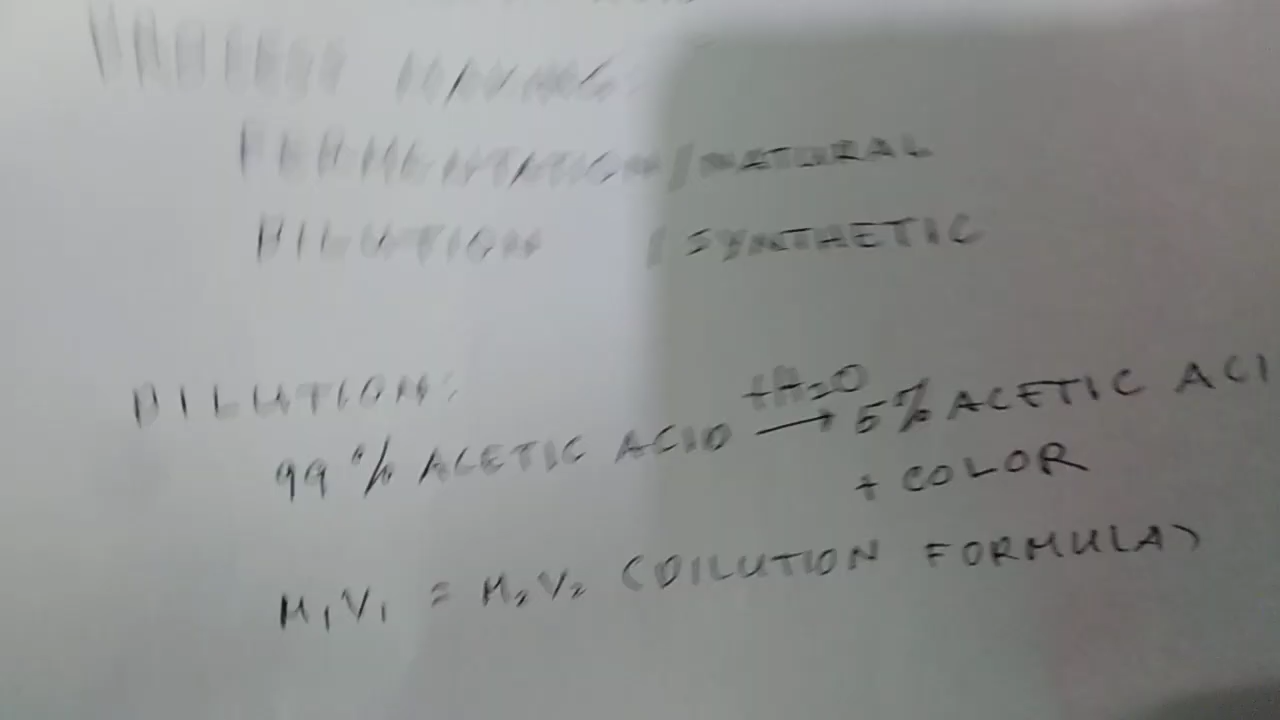 FERMENTATION / NATURAL
DILUTION / SYNTHETIC
DILUTION:
+H2O
99% ACETIC ACID → 5% ACETIC ACI
+ COLOR
M1V1 = M2V2 (DILUTION FORMULA)